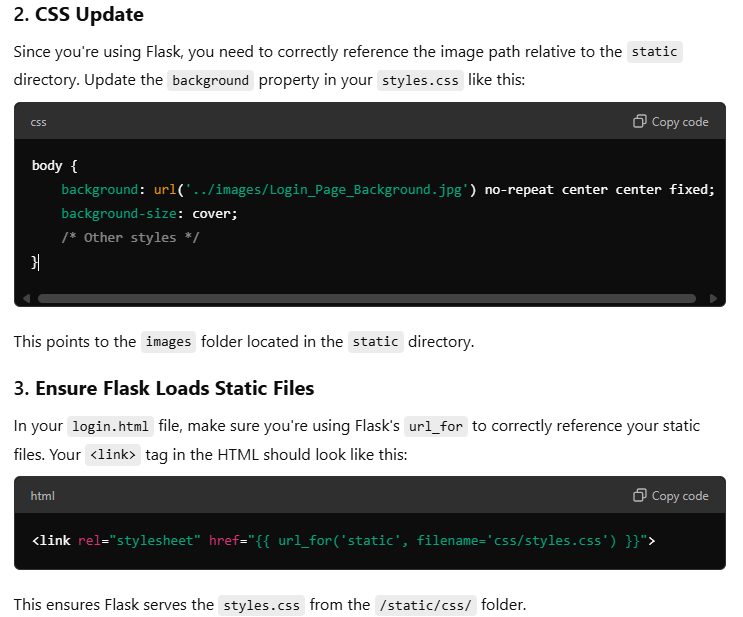 2. CSS Update
Since you're using Flask, you need to correctly reference the image path relative to the static
directory. Update the background property in your styles.css like this:
css
Copy code
body {
    background: url('../images/Login_Page_Background.jpg') no-repeat center center fixed;
    background-size: cover;
    /* Other styles */
}
This points to the images folder located in the static directory.
3. Ensure Flask Loads Static Files
In your login.html file, make sure you're using Flask's url_for to correctly reference your static
files. Your <link> tag in the HTML should look like this:
html
Copy code
<link rel="stylesheet" href="{{ url_for('static', filename='css/styles.css') }}">
This ensures Flask serves the styles.css from the /static/css/ folder.